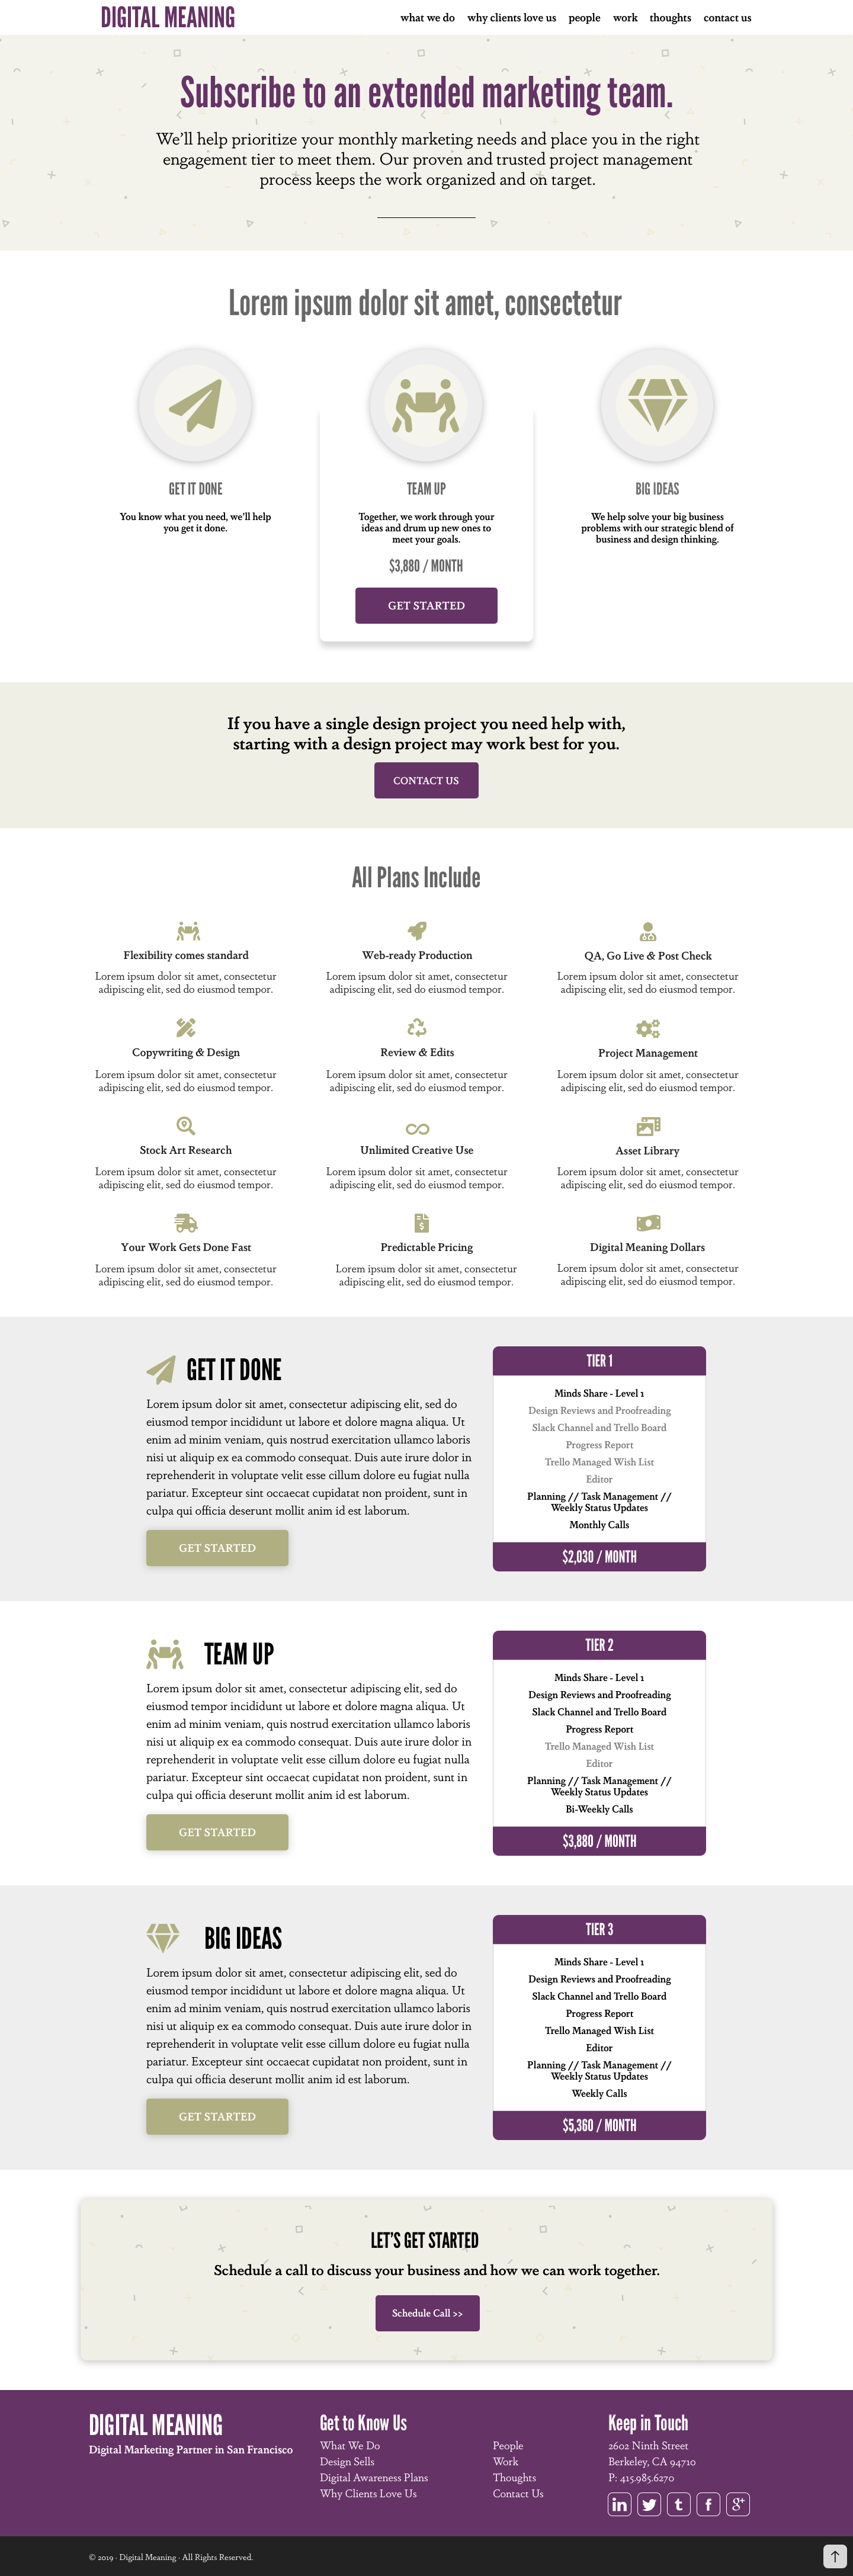 DIGITAL MEANING
what we do why clients love us people work thoughts contact us
Subscribe to an extended marketing team.
We'll help prioritize your monthly marketing needs and place you in the right
engagement tier to meet them. Our proven and trusted project management
process keeps the work organized and on target.
Lorem ipsum dolor sit amet, consectetur
GET IT DONE
You know what you need, we'll help
you get it done.
TEAM UP
Together, we work through your
ideas and drum up new ones to
meet your goals.
$3,880 / MONTH
GET STARTED
BIG IDEAS
We help solve your big business
problems with our strategic blend of
business and design thinking.
If you have a single design project you need help with,
starting with a design project may work best for you.
CONTACT US
All Plans Include
Flexibility comes standard
Lorem ipsum dolor sit amet, consectetur
adipiscing elit, sed do eiusmod tempor.
Web-ready Production
Lorem ipsum dolor sit amet, consectetur
adipiscing elit, sed do eiusmod tempor.
QA, Go Live & Post Check
Lorem ipsum dolor sit amet, consectetur
adipiscing elit, sed do eiusmod tempor.
Copywriting & Design
Lorem ipsum dolor sit amet, consectetur
adipiscing elit, sed do eiusmod tempor.
Review & Edits
Lorem ipsum dolor sit amet, consectetur
adipiscing elit, sed do eiusmod tempor.
Project Management
Lorem ipsum dolor sit amet, consectetur
adipiscing elit, sed do eiusmod tempor.
Stock Art Research
Lorem ipsum dolor sit amet, consectetur
adipiscing elit, sed do eiusmod tempor.
Unlimited Creative Use
Lorem ipsum dolor sit amet, consectetur
adipiscing elit, sed do eiusmod tempor.
Asset Library
Lorem ipsum dolor sit amet, consectetur
adipiscing elit, sed do eiusmod tempor.
Your Work Gets Done Fast
Lorem ipsum dolor sit amet, consectetur
adipiscing elit, sed do eiusmod tempor.
Predictable Pricing
Lorem ipsum dolor sit amet, consectetur
adipiscing elit, sed do eiusmod tempor.
Digital Meaning Dollars
Lorem ipsum dolor sit amet, consectetur
adipiscing elit, sed do eiusmod tempor.
GET IT DONE
Lorem ipsum dolor sit amet, consectetur adipiscing elit, sed do
eiusmod tempor incididunt ut labore et dolore magna aliqua. Ut
enim ad minim veniam, quis nostrud exercitation ullamco laboris
nisi ut aliquip ex ea commodo consequat. Duis aute irure dolor in
reprehenderit in voluptate velit esse cillum dolore eu fugiat nulla
pariatur. Excepteur sint occaecat cupidatat non proident, sunt in
culpa qui officia deserunt mollit anim id est laborum.
GET STARTED
TIER 1
Minds Share - Level 1
Design Reviews and Proofreading
Slack Channel and Trello Board
Progress Report
Trello Managed Wish List
Editor
Planning // Task Management //
Weekly Status Updates
Monthly Calls
$2,030 / MONTH
TEAM UP
Lorem ipsum dolor sit amet, consectetur adipiscing elit, sed do
eiusmod tempor incididunt ut labore et dolore magna aliqua. Ut
enim ad minim veniam, quis nostrud exercitation ullamco laboris
nisi ut aliquip ex ea commodo consequat. Duis aute irure dolor in
reprehenderit in voluptate velit esse cillum dolore eu fugiat nulla
pariatur. Excepteur sint occaecat cupidatat non proident, sunt in
culpa qui officia deserunt mollit anim id est laborum.
GET STARTED
TIER 2
Minds Share - Level 1
Design Reviews and Proofreading
Slack Channel and Trello Board
Progress Report
Trello Managed Wish List
Editor
Planning // Task Management //
Weekly Status Updates
Bi-Weekly Calls
$3,880 / MONTH
BIG IDEAS
Lorem ipsum dolor sit amet, consectetur adipiscing elit, sed do
eiusmod tempor incididunt ut labore et dolore magna aliqua. Ut
enim ad minim veniam, quis nostrud exercitation ullamco laboris
nisi ut aliquip ex ea commodo consequat. Duis aute irure dolor in
reprehenderit in voluptate velit esse cillum dolore eu fugiat nulla
pariatur. Excepteur sint occaecat cupidatat non proident, sunt in
culpa qui officia deserunt mollit anim id est laborum.
GET STARTED
TIER 3
Minds Share - Level 1
Design Reviews and Proofreading
Slack Channel and Trello Board
Progress Report
Trello Managed Wish List
Editor
Planning // Task Management //
Weekly Status Updates
Weekly Calls
$5,360 / MONTH
LET'S GET STARTED
Schedule a call to discuss your business and how we can work together.
Schedule Call >>
DIGITAL MEANING
Digital Marketing Partner in San Francisco
Get to Know Us
What We Do
Design Sells
Digital Awareness Plans
Why Clients Love Us
People
Work
Thoughts
Contact Us
Keep in Touch
2602 Ninth Street
Berkeley, CA 94710
P: 415.985.6270
in t f g+
© 2019 · Digital Meaning · All Rights Reserved.